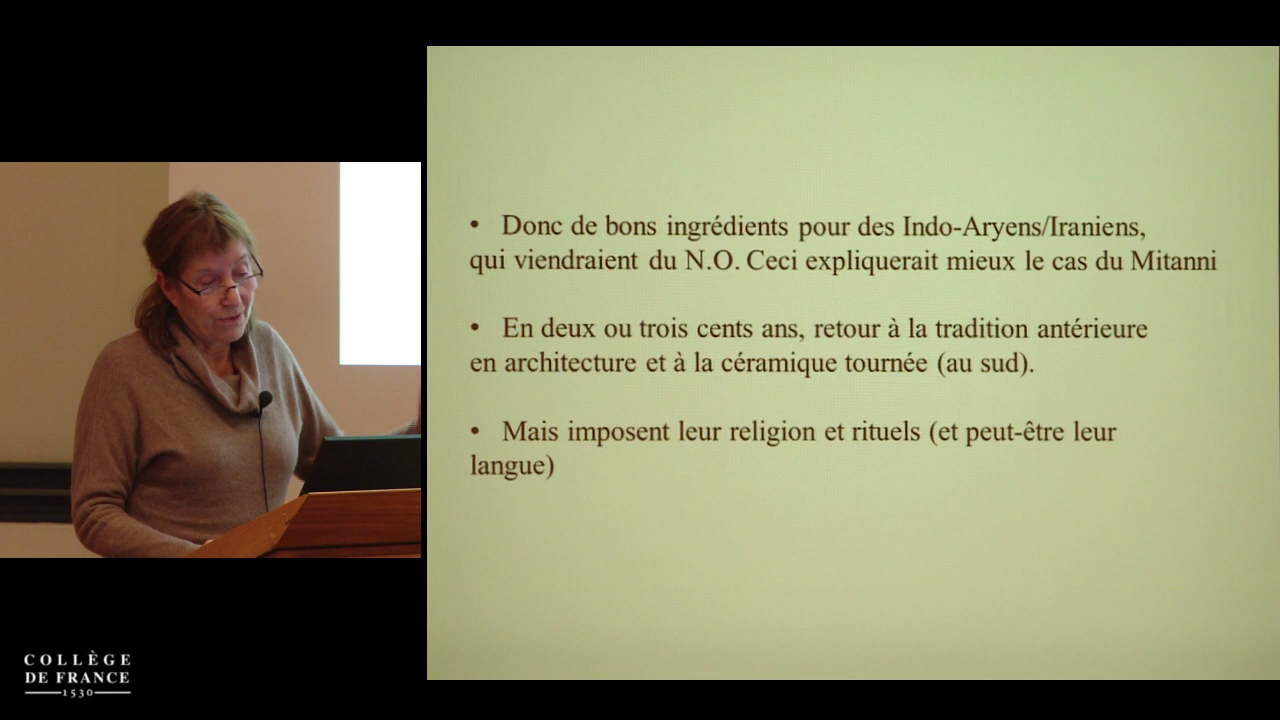 • Donc de bons ingrédients pour des Indo-Aryens/Iraniens,
qui viendraient du N.O. Ceci expliquerait mieux le cas du Mitanni
• En deux ou trois cents ans, retour à la tradition antérieure
en architecture et à la céramique tournée (au sud).
• Mais imposent leur religion et rituels (et peut-être leur
langue)
COLLÈGE
DE FRANCE
1530